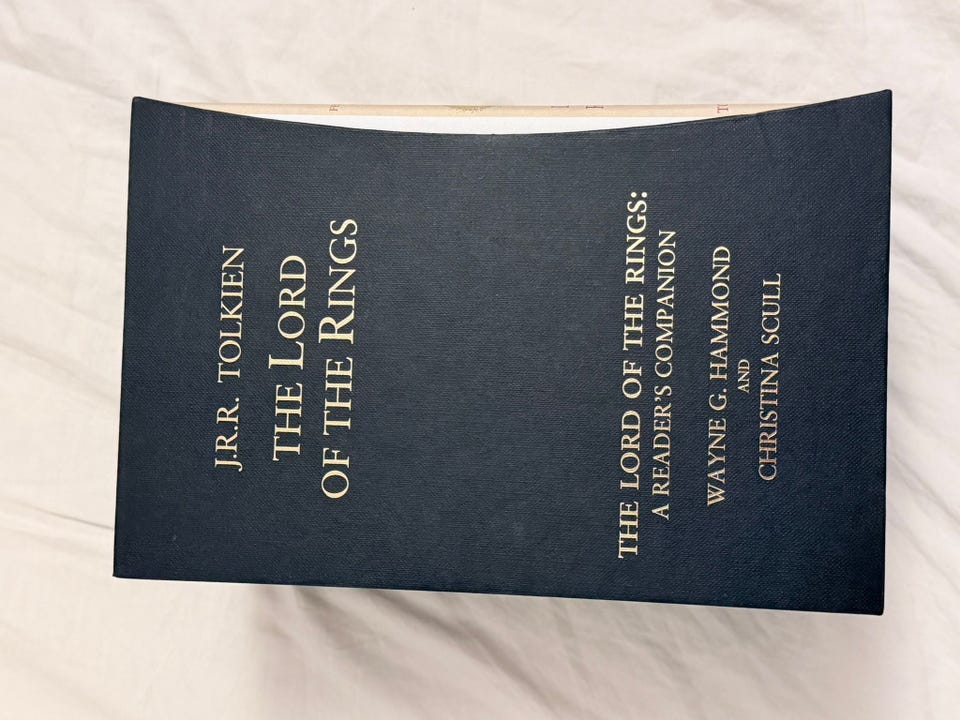 J.R.R. TOLKIEN
THE LORD
OF THE RINGS
THE LORD OF THE RINGS:
A READER'S COMPANION
WAYNE G. HAMMOND
AND
CHRISTINA SCULL